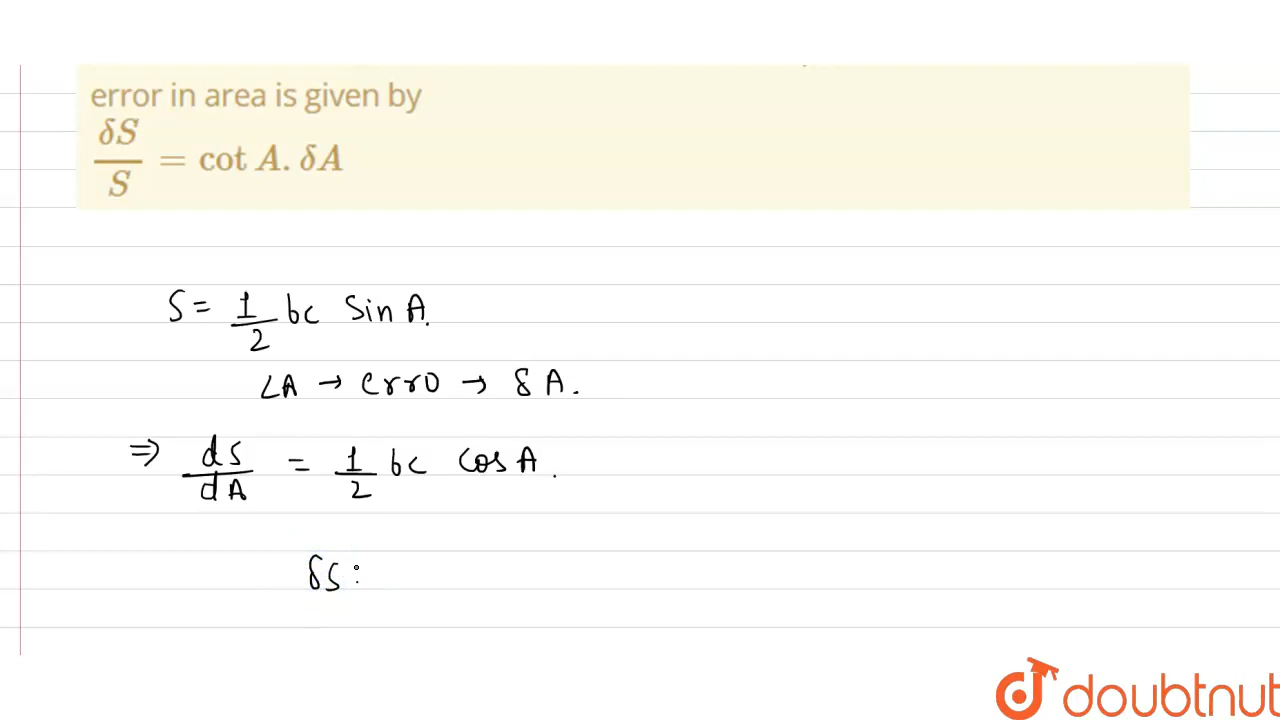 error in area is given by
δS/S = cot A. δA
S = 1/2 bc Sin A.
∠A → erro → δA.
⇒ dS/dA = 1/2 bc cos A.
δS :
doubtnut